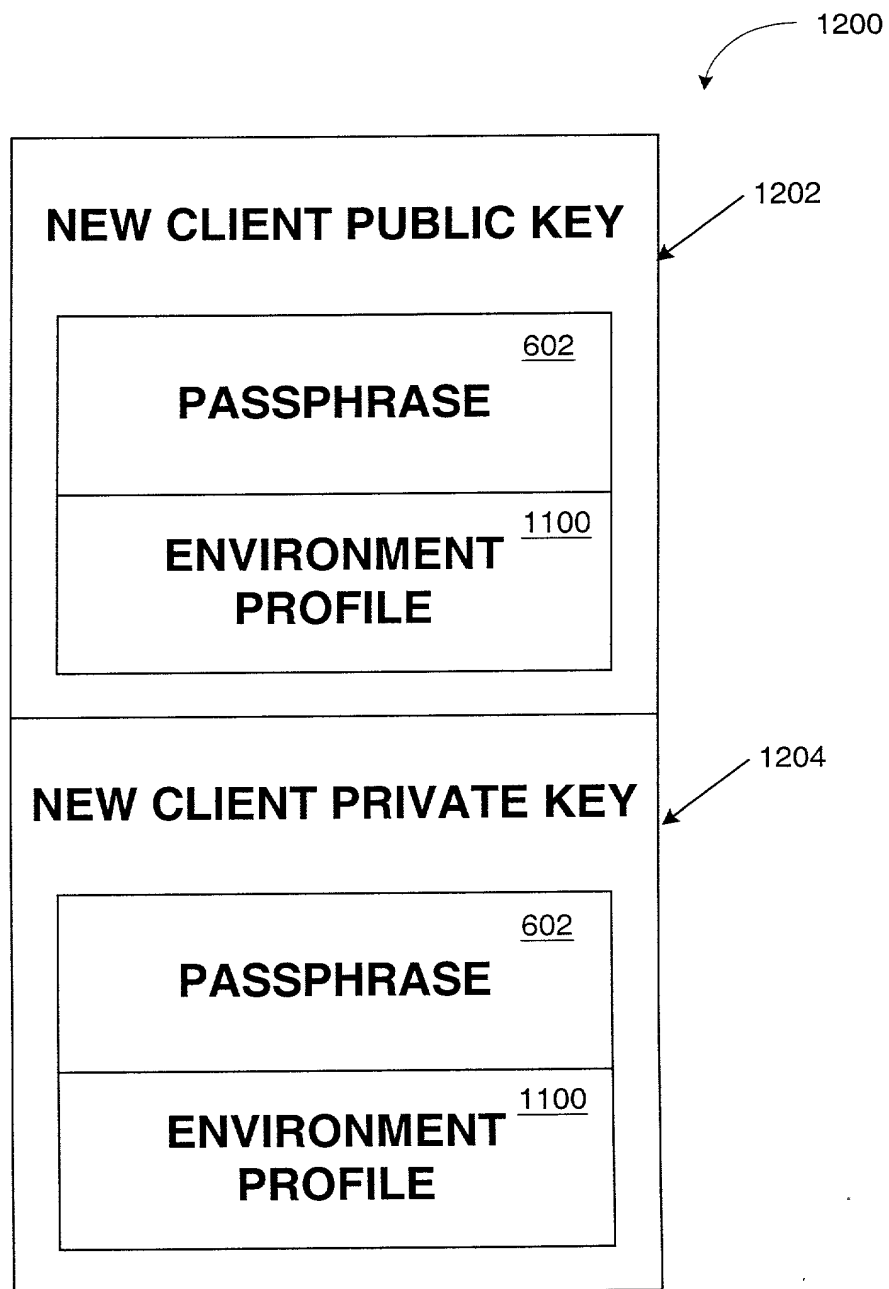 1200
1202
NEW CLIENT PUBLIC KEY
602
PASSPHRASE
1100
ENVIRONMENT
PROFILE
1204
NEW CLIENT PRIVATE KEY
602
PASSPHRASE
1100
ENVIRONMENT
PROFILE